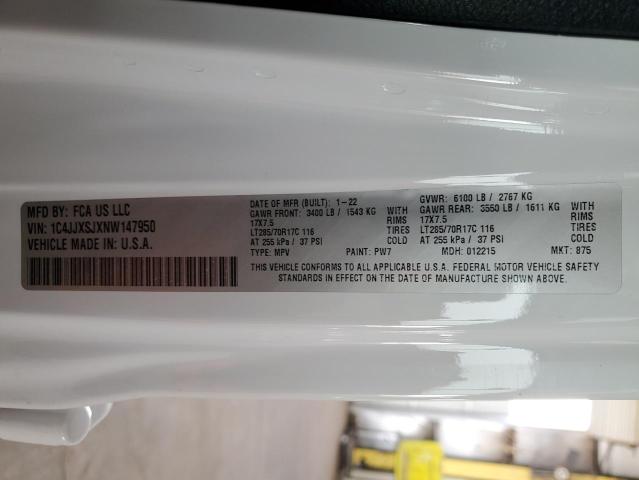 MFD BY: FCA US LLC
VIN: 1C4JJXSJXNW147950
VEHICLE MADE IN: U.S.A.
DATE OF MFR (BUILT): 1-22
GAWR FRONT: 3400 LB / 1543 KG WITH
17X7.5 RIMS
LT285/70R17C 116 TIRES
AT 255 kPa / 37 PSI COLD
TYPE: MPV PAINT: PW7
GVWR: 6100 LB / 2767 KG
GAWR REAR: 3550 LB / 1611 KG WITH
17X7.5 RIMS
LT285/70R17C 116 TIRES
AT 255 kPa / 37 PSI COLD
MDH: 012215 MKT: 875
THIS VEHICLE CONFORMS TO ALL APPLICABLE U.S.A. FEDERAL MOTOR VEHICLE SAFETY
STANDARDS IN EFFECT ON THE DATE OF MANUFACTURE SHOWN ABOVE.